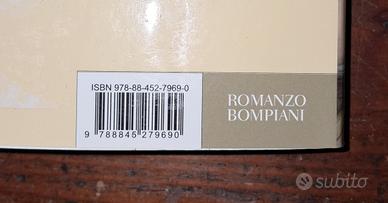 ISBN 978-88-452-7969-0
9 788845 279690
ROMANZO
BOMPIANI
subito